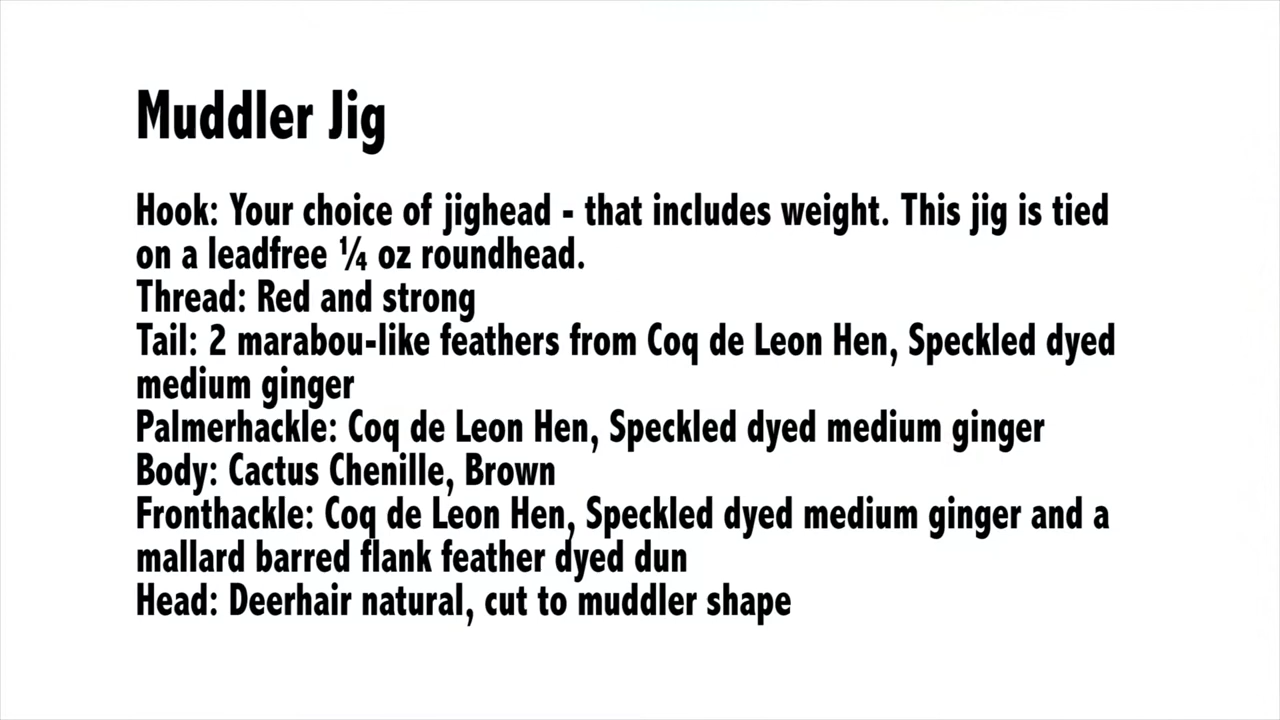 Muddler Jig
Hook: Your choice of jighead - that includes weight. This jig is tied
on a leadfree ¼ oz roundhead.
Thread: Red and strong
Tail: 2 marabou-like feathers from Coq de Leon Hen, Speckled dyed
medium ginger
Palmerhackle: Coq de Leon Hen, Speckled dyed medium ginger
Body: Cactus Chenille, Brown
Fronthackle: Coq de Leon Hen, Speckled dyed medium ginger and a
mallard barred flank feather dyed dun
Head: Deerhair natural, cut to muddler shape